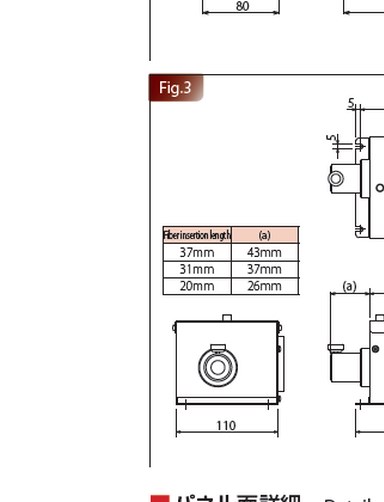 80
Fig.3
5
5
Fiber insertion length (a)
37mm 43mm
31mm 37mm
20mm 26mm
(a)
110
パネル面詳細